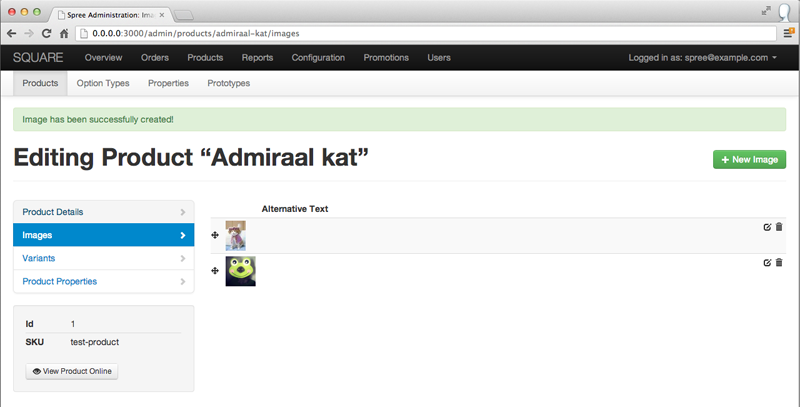 Spree Administration: Ima
0.0.0.0:3000/admin/products/admiraal-kat/images
SQUARE Overview Orders Products Reports Configuration Promotions Users Logged in as: spree@example.com
Products Option Types Properties Prototypes
Image has been successfully created!
Editing Product “Admiraal kat”
New Image
Product Details
Images
Variants
Product Properties
Alternative Text
Id 1
SKU test-product
View Product Online